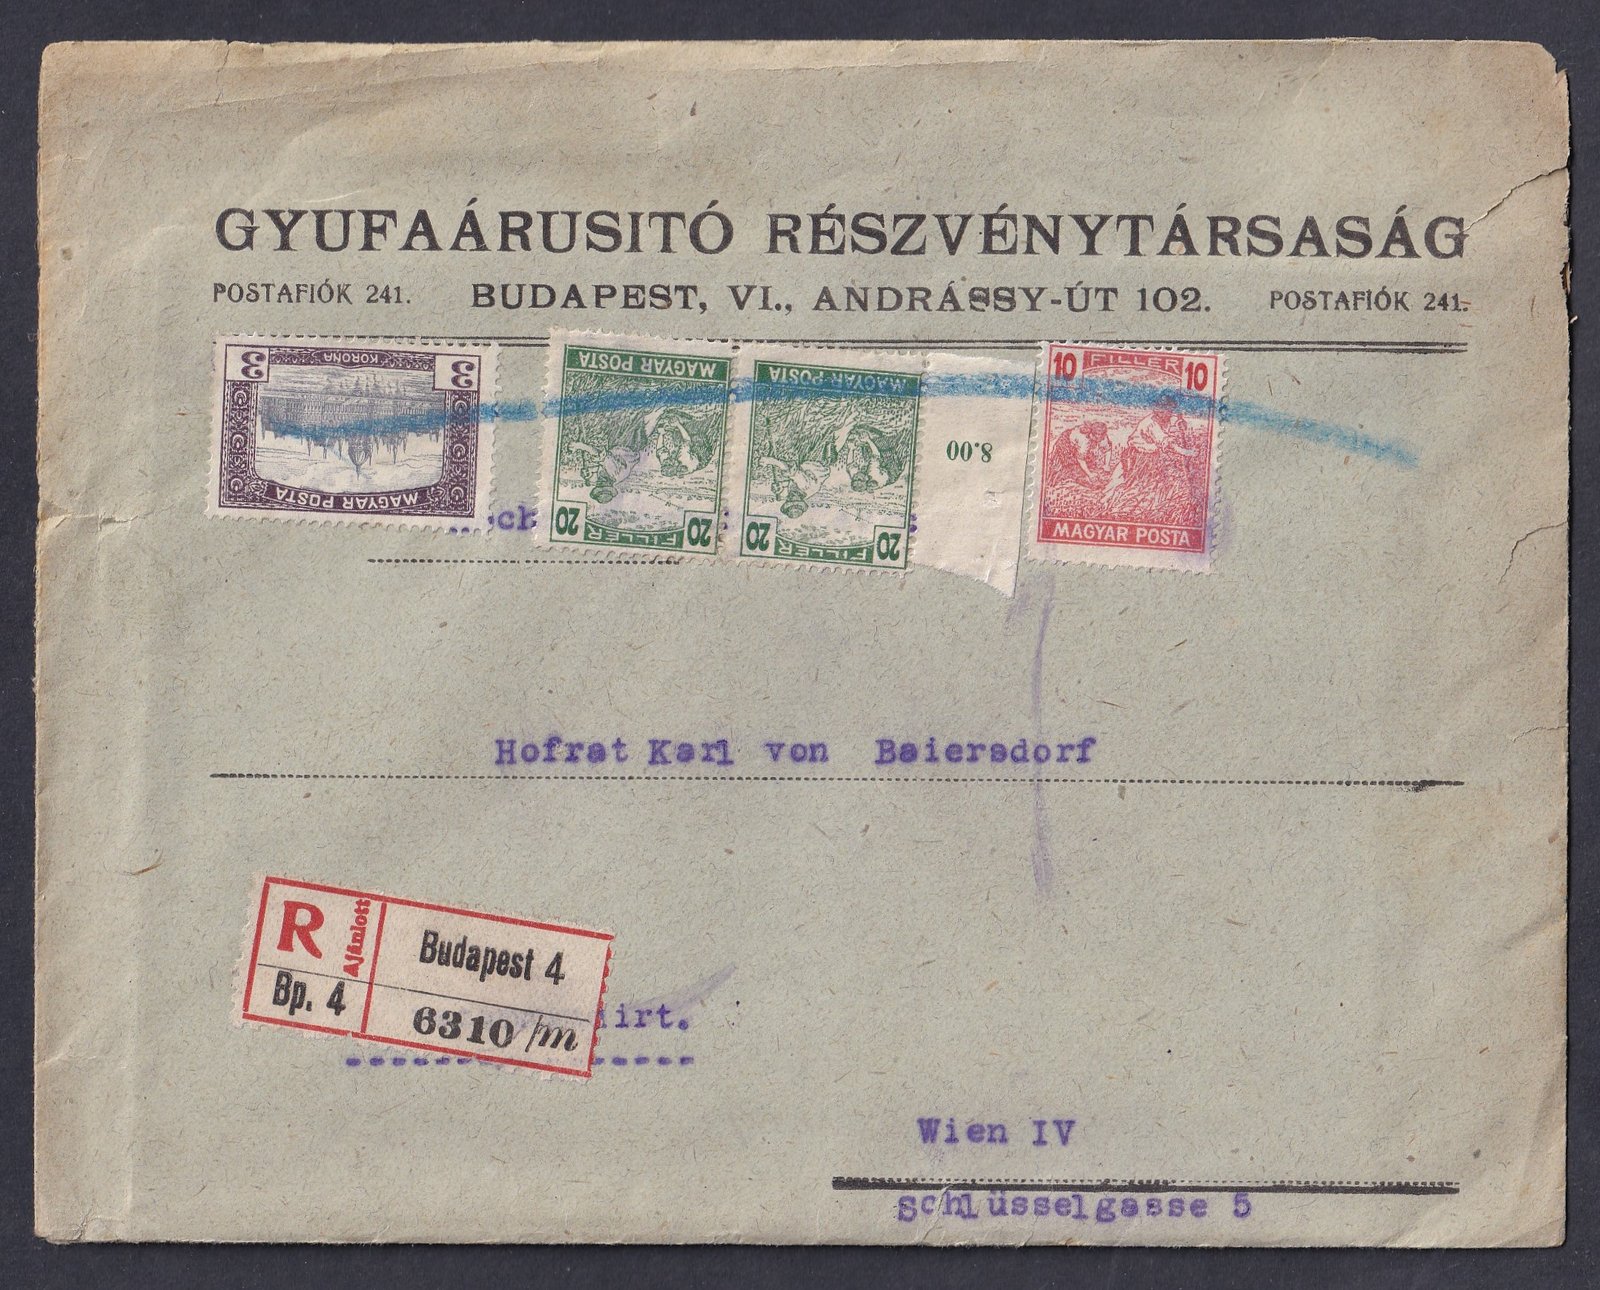 GYUFAÁRUSITÓ RÉSZVÉNYTÁRSASÁG
POSTAFIÓK 241. BUDAPEST, VI., ANDRÁSSY-ÚT 102. POSTAFIÓK 241.
3 KORONA 3
MAGYAR POSTA
MAGYAR POSTA
20 FILLÉR 20
MAGYAR POSTA
20 FILLÉR 20
8.00
10 FILLÉR 10
MAGYAR POSTA
Hofrat Karl von Baiersdorf
R Ajánlott
Budapest 4
Bp. 4
6310/m
Wien IV
Schlüsselgasse 5